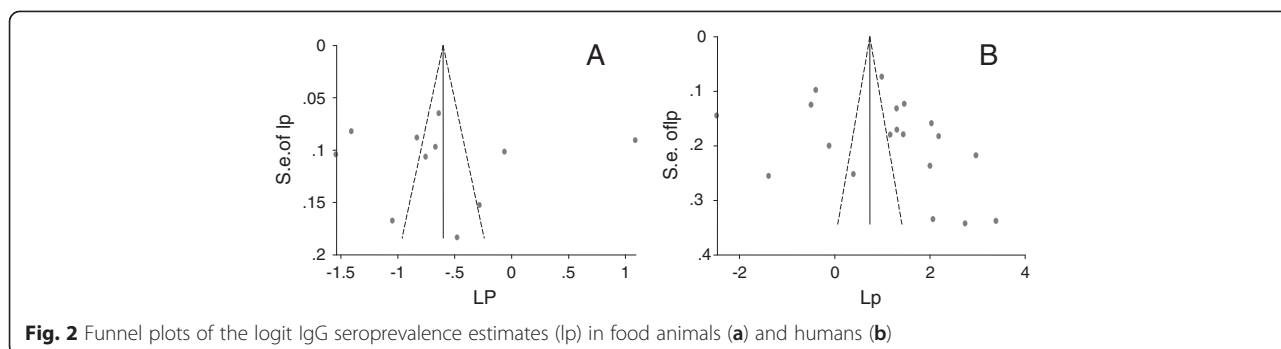 A
0
.05
.1
.15
.2
S.e.of lp
-1.5 -1 -.5 0 .5 1
LP
B
0
.1
.2
.3
.4
S.e. oflp
-2 0 2 4
Lp
Fig. 2 Funnel plots of the logit IgG seroprevalence estimates (lp) in food animals (a) and humans (b)